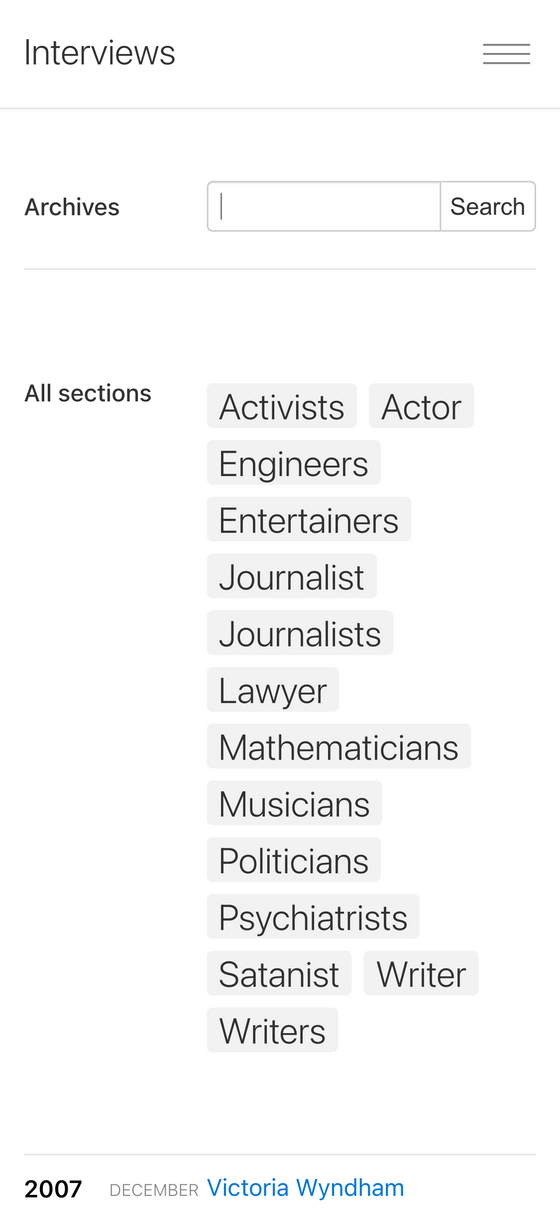 Interviews
Archives Search
All sections Activists Actor
Engineers
Entertainers
Journalist
Journalists
Lawyer
Mathematicians
Musicians
Politicians
Psychiatrists
Satanist Writer
Writers
2007 DECEMBER Victoria Wyndham